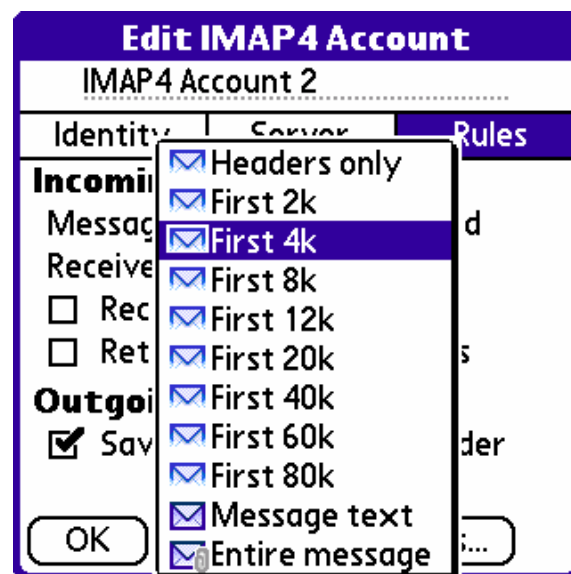 Edit IMAP4 Account
IMAP4 Account 2
Rules
Headers only
First 2k
First 4k
First 8k
First 12k
First 20k
First 40k
First 60k
First 80k
Message text
Entire message
OK